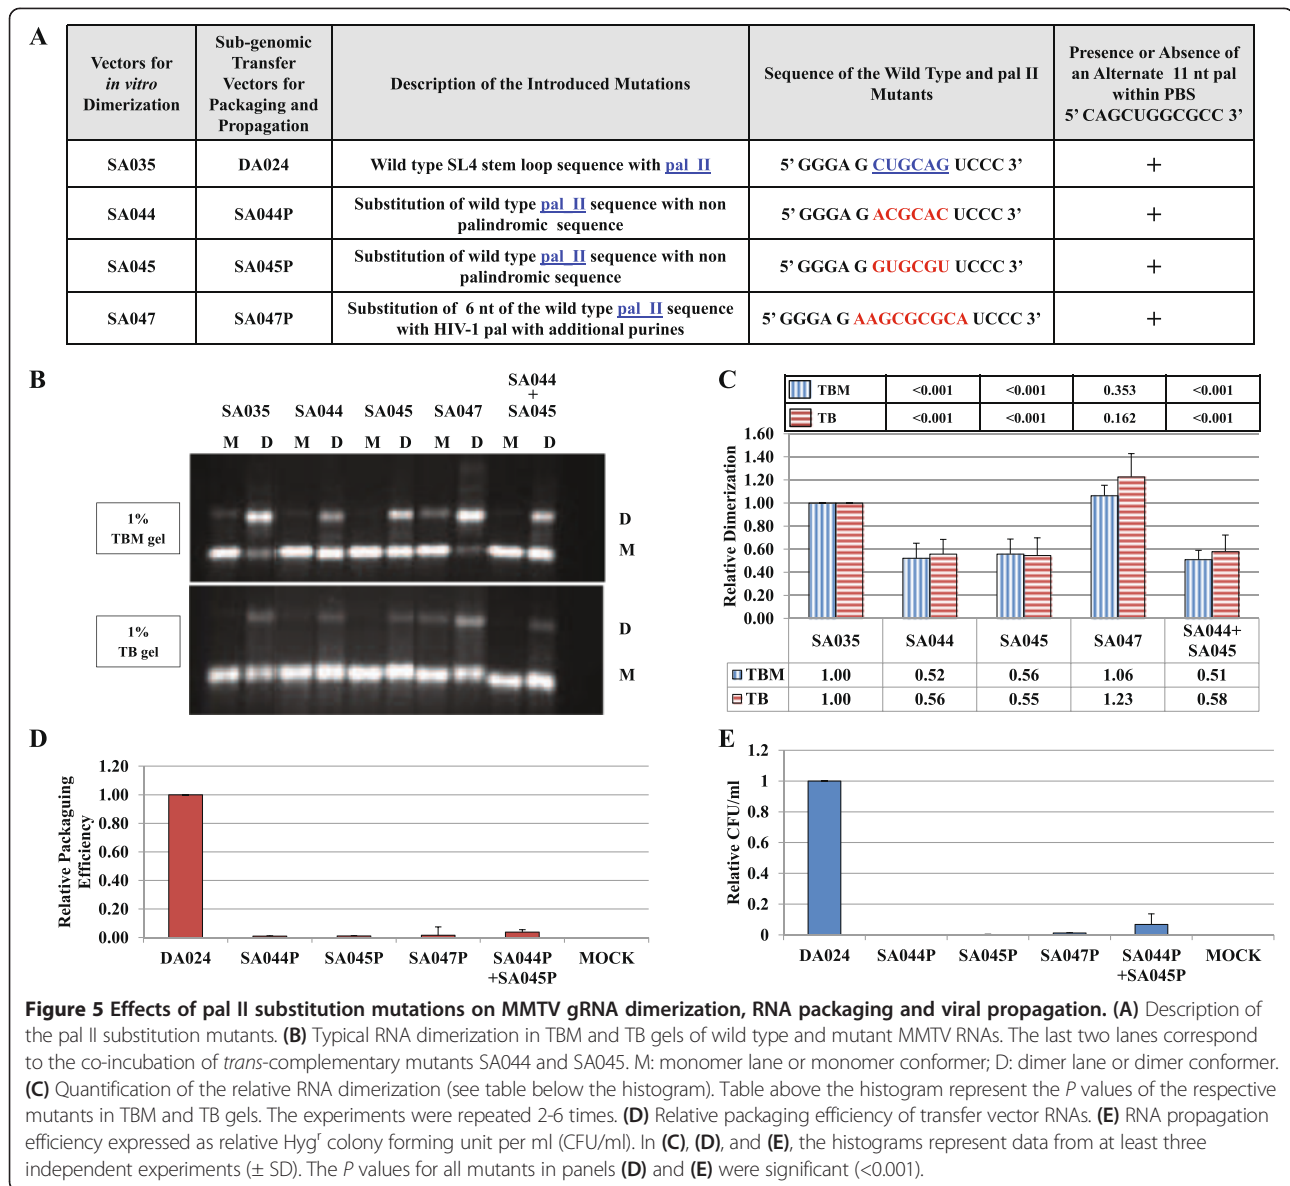 A
Vectors for
in vitro
Dimerization
Sub-genomic
Transfer
Vectors for
Packaging and
Propagation
Description of the Introduced Mutations
Sequence of the Wild Type and pal II
Mutants
Presence or Absence of
an Alternate 11 nt pal
within PBS
5' CAGCUGGCGCC 3'
SA035
DA024
Wild type SL4 stem loop sequence with pal_II
5' GGGA G CUGCAG UCCC 3'
+
SA044
SA044P
Substitution of wild type pal_II sequence with non
palindromic sequence
5' GGGA G ACGCAC UCCC 3'
+
SA045
SA045P
Substitution of wild type pal_II sequence with non
palindromic sequence
5' GGGA G GUGCGU UCCC 3'
+
SA047
SA047P
Substitution of 6 nt of the wild type pal_II sequence
with HIV-1 pal with additional purines
5' GGGA G AAGCGCGCA UCCC 3'
+
B
SA035 SA044 SA045 SA047 SA044
+
SA045
M D M D M D M D M D
1%
TBM gel
D
M
1%
TB gel
D
M
C
TBM <0.001 <0.001 0.353 <0.001
TB <0.001 <0.001 0.162 <0.001
Relative Dimerization
1.60
1.40
1.20
1.00
0.80
0.60
0.40
0.20
0.00
SA035 SA044 SA045 SA047 SA044+
SA045
TBM 1.00 0.52 0.56 1.06 0.51
TB 1.00 0.56 0.55 1.23 0.58
D
Relative Packaguing
Efficiency
1.20
1.00
0.80
0.60
0.40
0.20
0.00
DA024 SA044P SA045P SA047P SA044P MOCK
+SA045P
E
Relative CFU/ml
1.2
1
0.8
0.6
0.4
0.2
0
DA024 SA044P SA045P SA047P SA044P MOCK
+SA045P
Figure 5 Effects of pal II substitution mutations on MMTV gRNA dimerization, RNA packaging and viral propagation. (A) Description of
the pal II substitution mutants. (B) Typical RNA dimerization in TBM and TB gels of wild type and mutant MMTV RNAs. The last two lanes correspond
to the co-incubation of trans-complementary mutants SA044 and SA045. M: monomer lane or monomer conformer; D: dimer lane or dimer conformer.
(C) Quantification of the relative RNA dimerization (see table below the histogram). Table above the histogram represent the P values of the respective
mutants in TBM and TB gels. The experiments were repeated 2-6 times. (D) Relative packaging efficiency of transfer vector RNAs. (E) RNA propagation
efficiency expressed as relative Hygʳ colony forming unit per ml (CFU/ml). In (C), (D), and (E), the histograms represent data from at least three
independent experiments (± SD). The P values for all mutants in panels (D) and (E) were significant (<0.001).